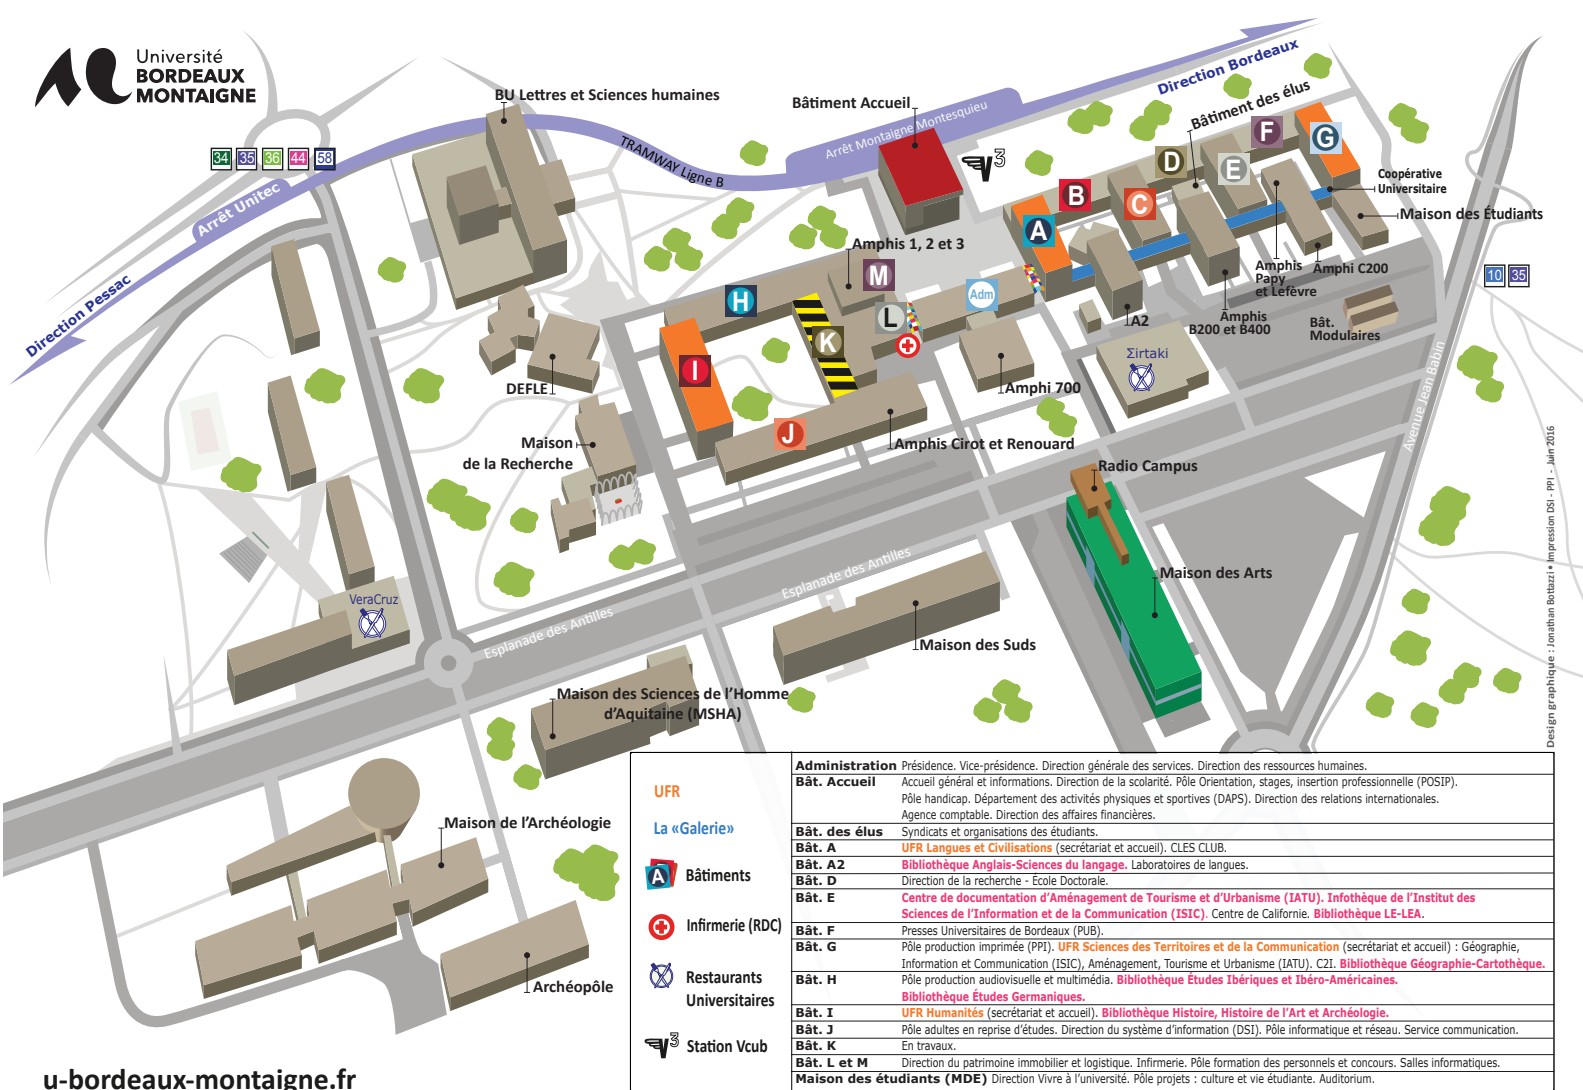 Université
BORDEAUX
MONTAIGNE
BU Lettres et Sciences humaines
Bâtiment Accueil
Arrêt Montaigne Montesquieu
Direction Bordeaux
Bâtiment des élus
TRAMWAY Ligne B
3
34 35 36 44 58
Arrêt Unitec
Direction Pessac
A
B
C
D
E
F
G
Coopérative
Universitaire
Maison des Étudiants
10 35
Amphis 1, 2 et 3
M
H
L
Adm
K
I
J
A2
Amphis
Papy
et Lefèvre
Amphi C200
Amphis
B200 et B400
Bât.
Modulaires
Σirtaki
Avenue Jean Babin
DEFLE
Amphi 700
Maison
de la Recherche
Amphis Cirot et Renouard
Radio Campus
Maison des Arts
Esplanade des Antilles
Esplanade des Antilles
VeraCruz
Maison des Suds
Maison des Sciences de l'Homme
d'Aquitaine (MSHA)
Maison de l'Archéologie
Archéopôle
Design graphique : Jonathan Bottazzi • Impression DSI - PPI - Juin 2016
UFR
La «Galerie»
A Bâtiments
Infirmerie (RDC)
Restaurants
Universitaires
3 Station Vcub
Administration Présidence. Vice-présidence. Direction générale des services. Direction des ressources humaines.
Bât. Accueil Accueil général et informations. Direction de la scolarité. Pôle Orientation, stages, insertion professionnelle (POSIP).
Pôle handicap. Département des activités physiques et sportives (DAPS). Direction des relations internationales.
Agence comptable. Direction des affaires financières.
Bât. des élus Syndicats et organisations des étudiants.
Bât. A UFR Langues et Civilisations (secrétariat et accueil). CLES CLUB.
Bât. A2 Bibliothèque Anglais-Sciences du langage. Laboratoires de langues.
Bât. D Direction de la recherche - École Doctorale.
Bât. E Centre de documentation d'Aménagement de Tourisme et d'Urbanisme (IATU). Infothèque de l'Institut des
Sciences de l'Information et de la Communication (ISIC). Centre de Californie. Bibliothèque LE-LEA.
Bât. F Presses Universitaires de Bordeaux (PUB).
Bât. G Pôle production imprimée (PPI). UFR Sciences des Territoires et de la Communication (secrétariat et accueil) : Géographie,
Information et Communication (ISIC), Aménagement, Tourisme et Urbanisme (IATU). C2I. Bibliothèque Géographie-Cartothèque.
Bât. H Pôle production audiovisuelle et multimédia. Bibliothèque Études Ibériques et Ibéro-Américaines.
Bibliothèque Études Germaniques.
Bât. I UFR Humanités (secrétariat et accueil). Bibliothèque Histoire, Histoire de l'Art et Archéologie.
Bât. J Pôle adultes en reprise d'études. Direction du système d'information (DSI). Pôle informatique et réseau. Service communication.
Bât. K En travaux.
Bât. L et M Direction du patrimoine immobilier et logistique. Infirmerie. Pôle formation des personnels et concours. Salles informatiques.
Maison des étudiants (MDE) Direction Vivre à l'université. Pôle projets : culture et vie étudiante. Auditorium.
u-bordeaux-montaigne.fr